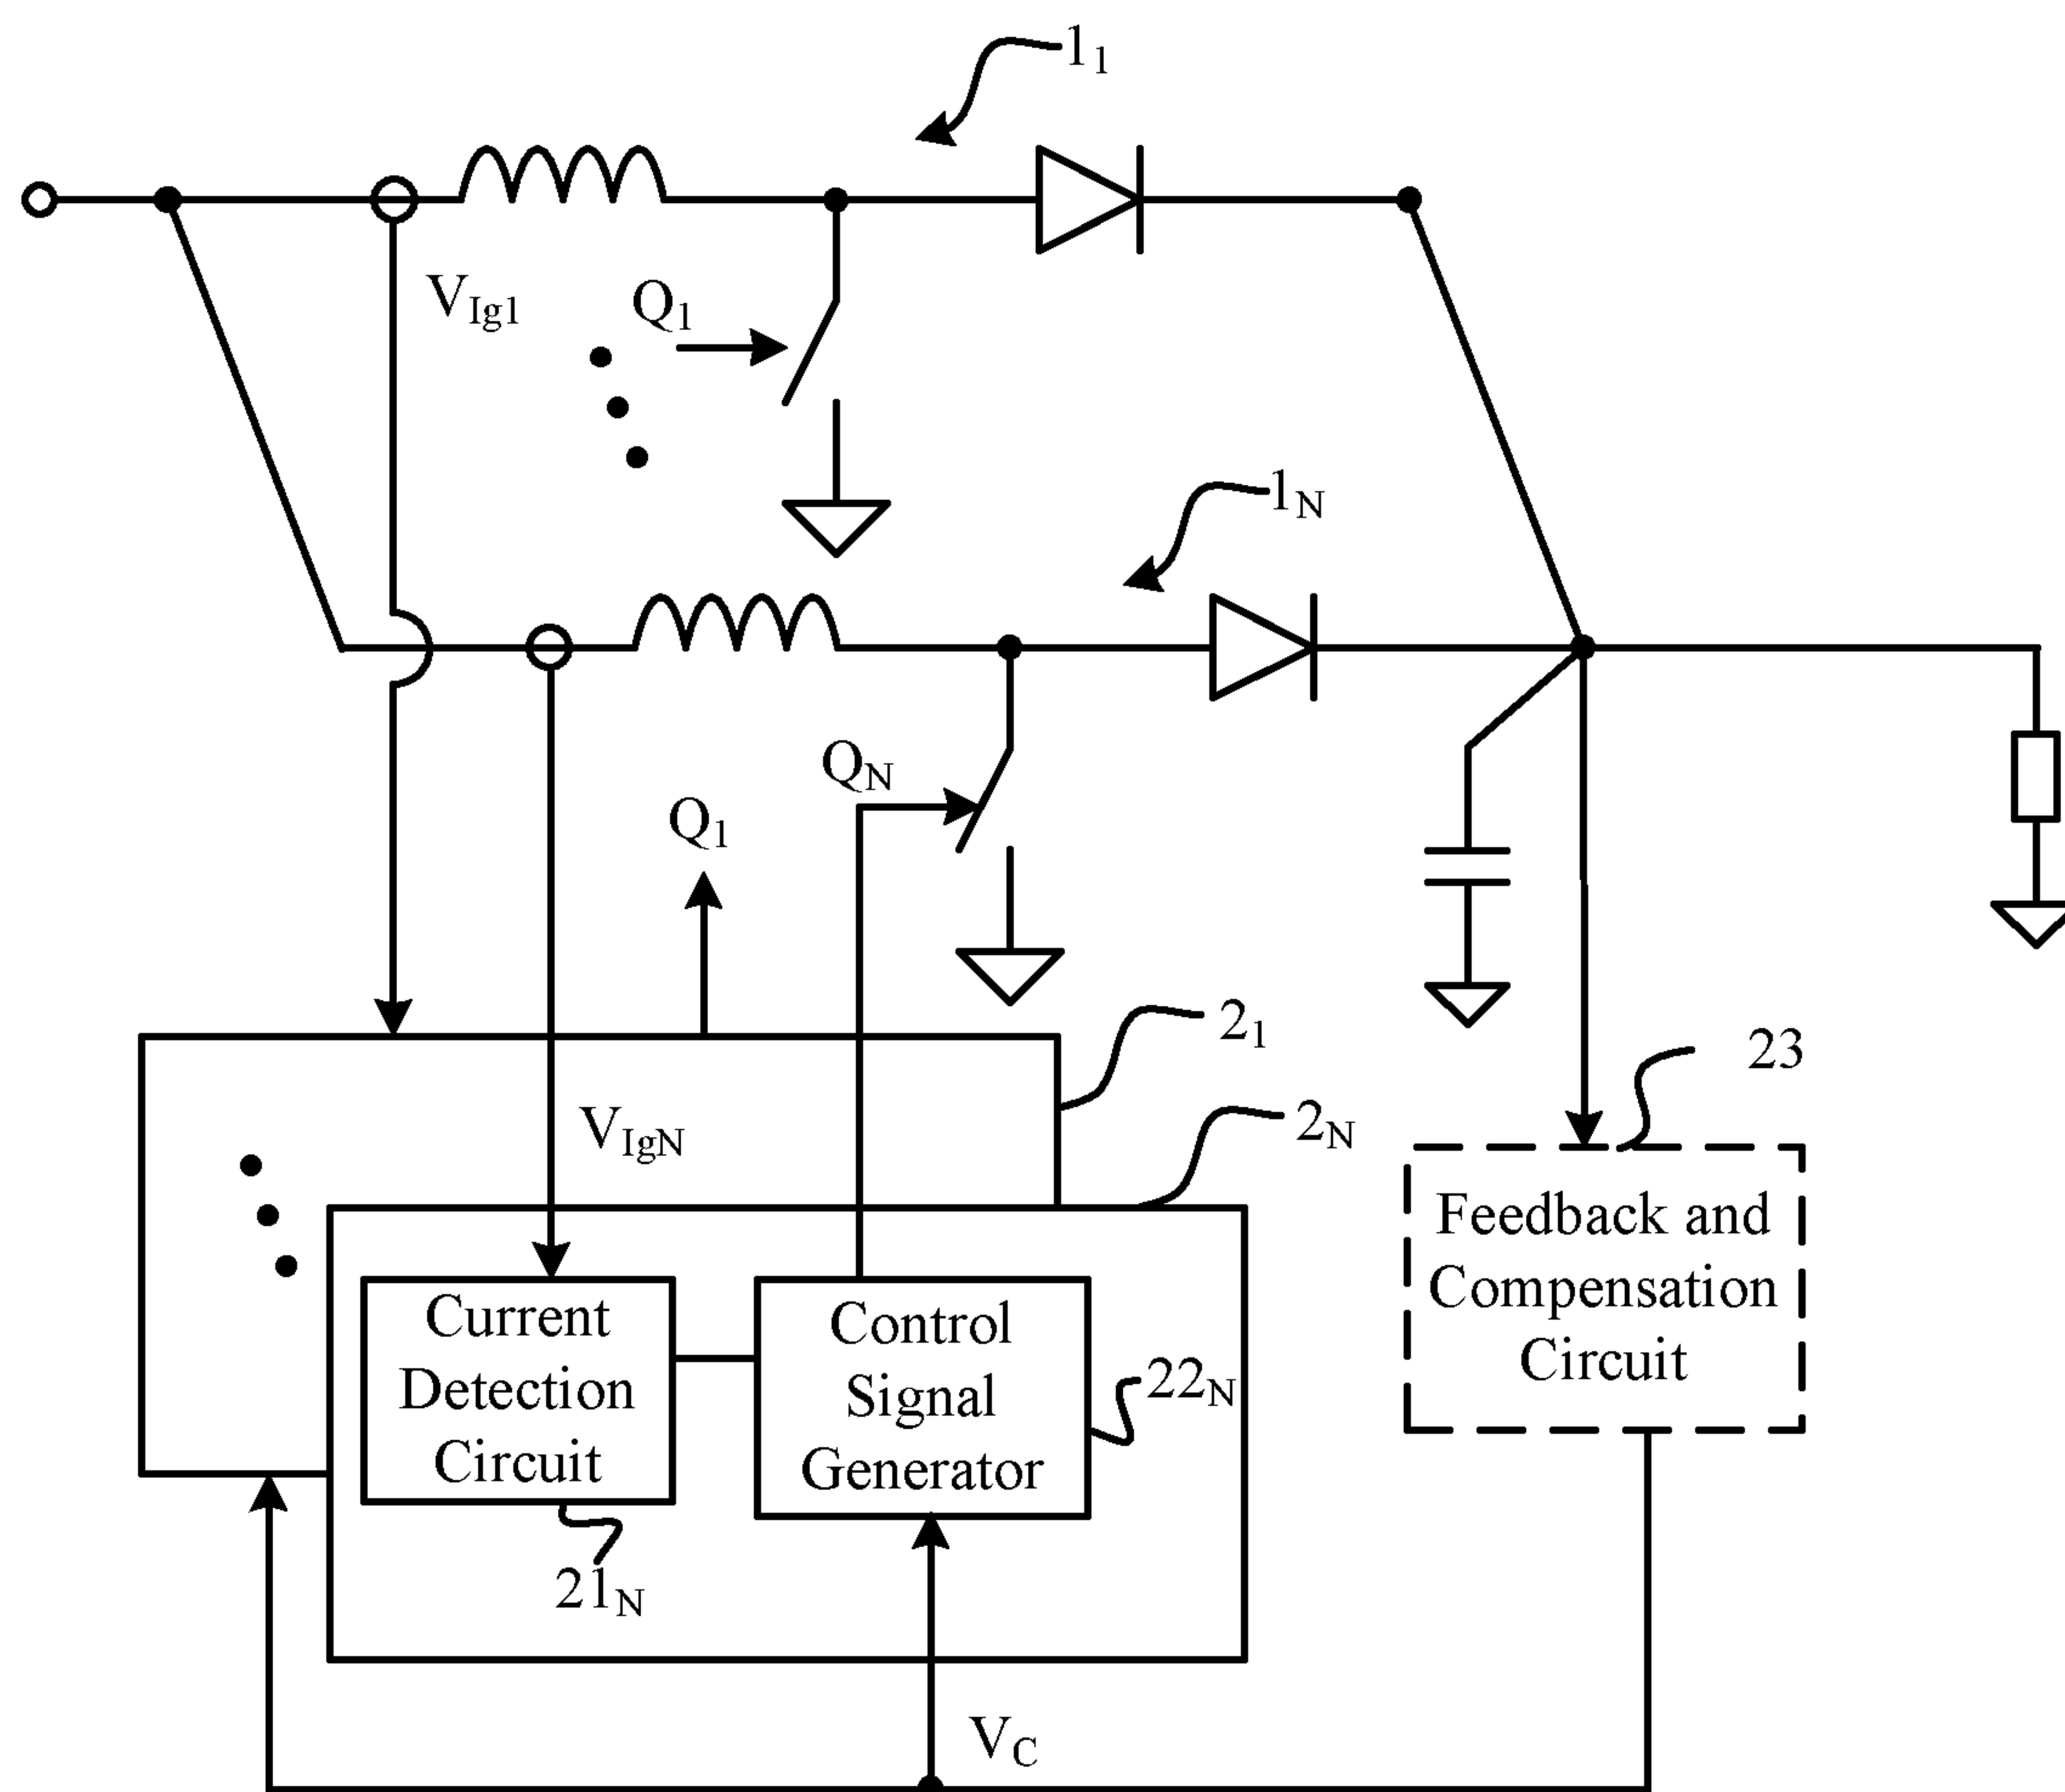 1₁
V_Ig1
Q₁
1_N
Q_N
Q₁
2₁
23
2_N
V_IgN
Feedback and
Compensation
Circuit
Current
Detection
Circuit
Control
Signal
Generator
22_N
21_N
V_C